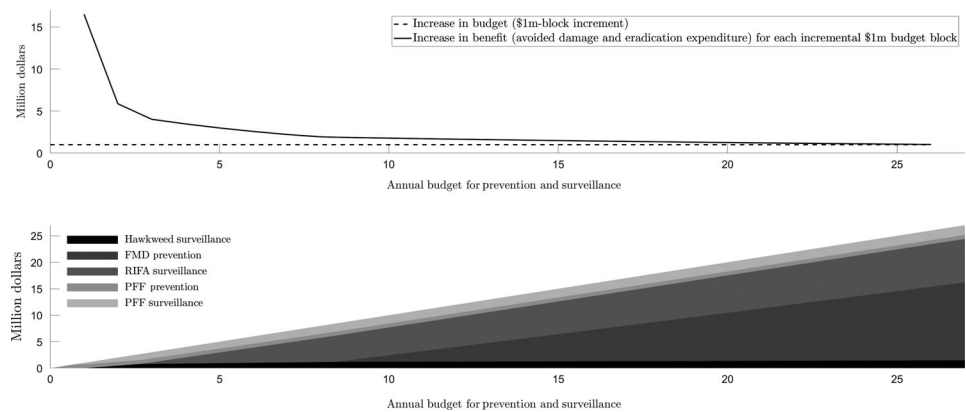 Increase in budget ($1m-block increment)
Increase in benefit (avoided damage and eradication expenditure) for each incremental $1m budget block
Million dollars
15
10
5
0
0 5 10 15 20 25
Annual budget for prevention and surveillance
Hawkweed surveillance
FMD prevention
RIFA surveillance
PFF prevention
PFF surveillance
Million dollars
25
20
15
10
5
0
0 5 10 15 20 25
Annual budget for prevention and surveillance